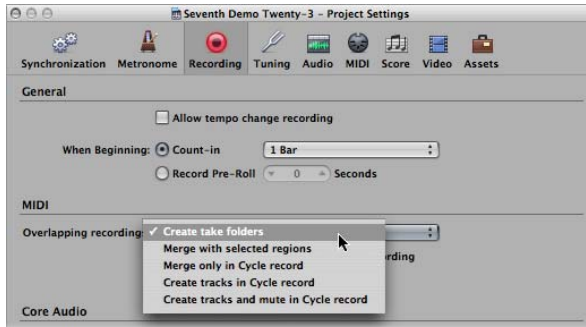 Seventh Demo Twenty-3 – Project Settings
Synchronization Metronome Recording Tuning Audio MIDI Score Video Assets
General
Allow tempo change recording
When Beginning: Count-in 1 Bar
Record Pre-Roll 0 Seconds
MIDI
Overlapping recording ✓ Create take folders
Merge with selected regions
Merge only in Cycle record
Create tracks in Cycle record
Create tracks and mute in Cycle record
Core Audio